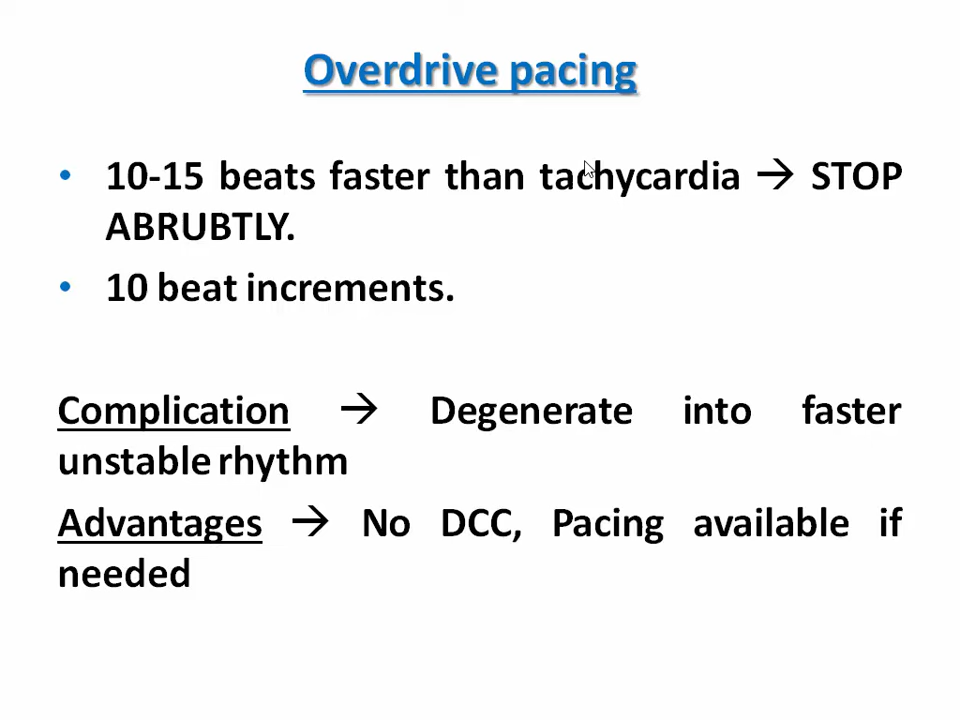 Overdrive pacing
• 10-15 beats faster than tachycardia → STOP
ABRUBTLY.
• 10 beat increments.
Complication → Degenerate into faster
unstable rhythm
Advantages → No DCC, Pacing available if
needed